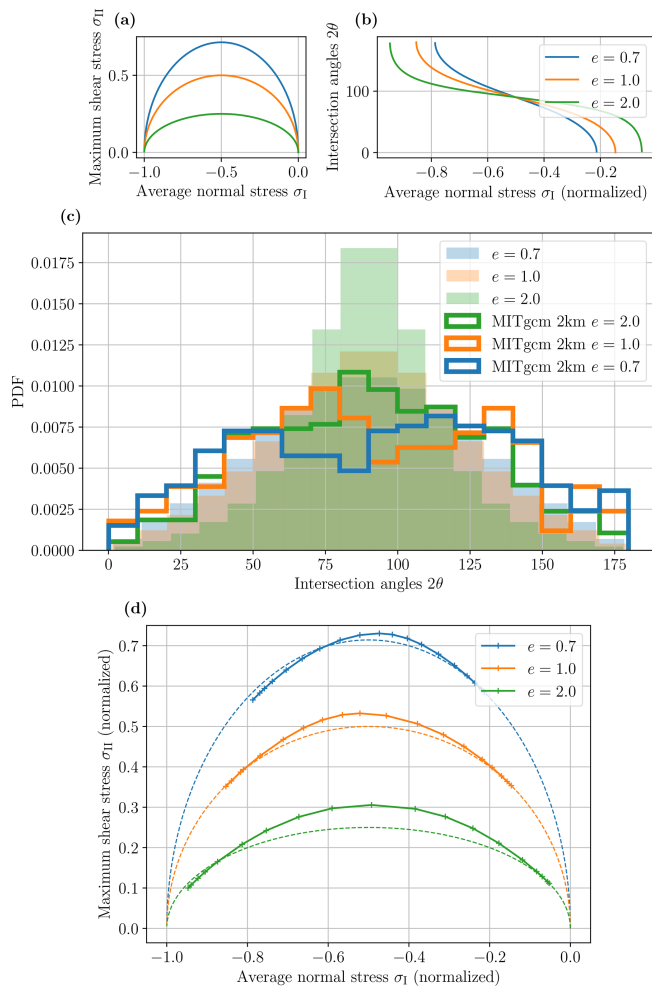 (a)
Maximum shear stress σII
0.5
0.0
−1.0
−0.5
0.0
Average normal stress σI
(b)
Intersection angles 2θ
100
0
−0.8
−0.6
−0.4
−0.2
Average normal stress σI (normalized)
e = 0.7
e = 1.0
e = 2.0
(c)
PDF
0.0175
0.0150
0.0125
0.0100
0.0075
0.0050
0.0025
0.0000
0
25
50
75
100
125
150
175
Intersection angles 2θ
e = 0.7
e = 1.0
e = 2.0
MITgcm 2km e = 2.0
MITgcm 2km e = 1.0
MITgcm 2km e = 0.7
(d)
Maximum shear stress σII (normalized)
0.7
0.6
0.5
0.4
0.3
0.2
0.1
0.0
−1.0
−0.8
−0.6
−0.4
−0.2
0.0
Average normal stress σI (normalized)
e = 0.7
e = 1.0
e = 2.0